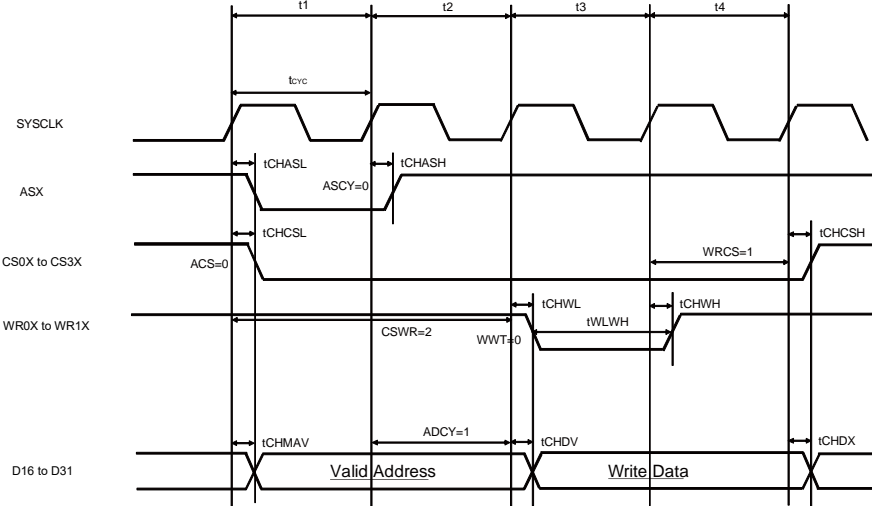 t1 t2 t3 t4
tCYC
SYSCLK
tCHASL tCHASH
ASCY=0
ASX
tCHCSL tCHCSH
WRCS=1
CS0X to CS3X
ACS=0
tCHWL tCHWH
WR0X to WR1X
tWLWH
CSWR=2
WWT=0
ADCY=1
tCHMAV tCHDV tCHDX
D16 to D31 Valid Address Write Data